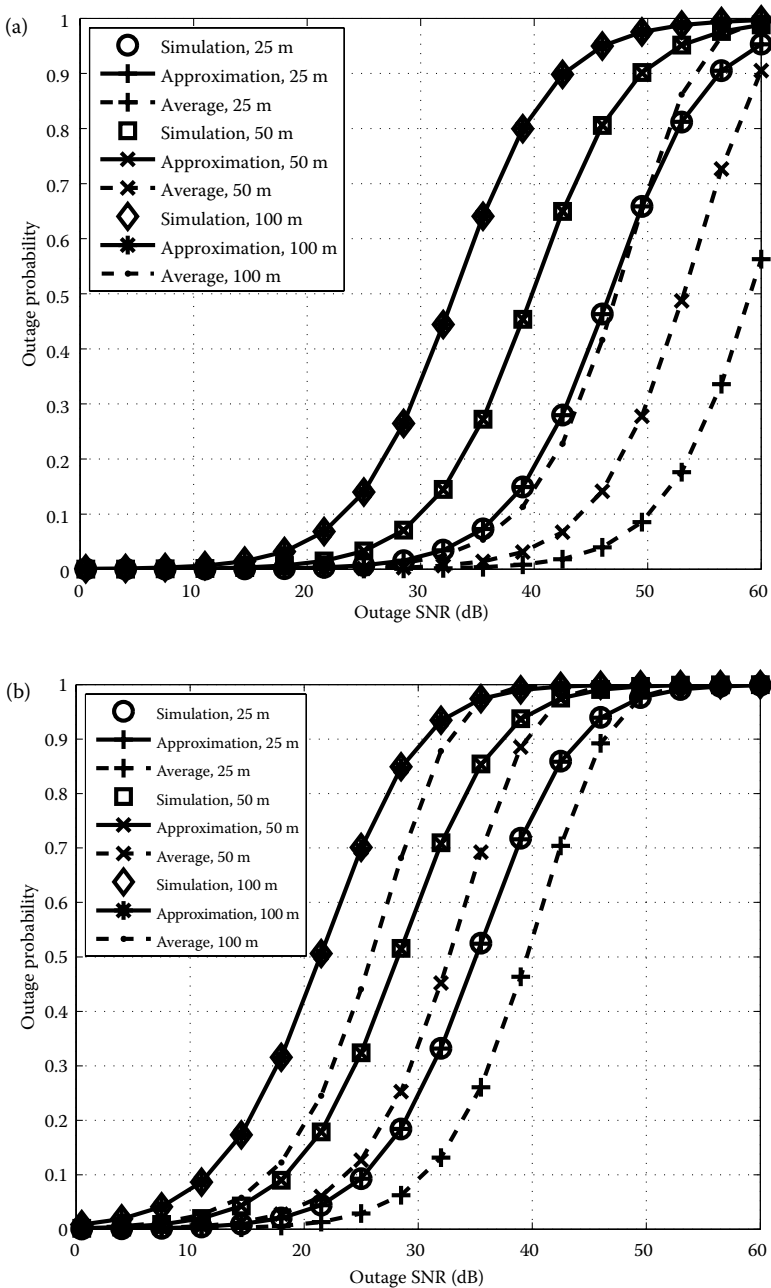 (a)
1
0.9
0.8
0.7
0.6
0.5
0.4
0.3
0.2
0.1
0
Outage probability
Simulation, 25 m
Approximation, 25 m
Average, 25 m
Simulation, 50 m
Approximation, 50 m
Average, 50 m
Simulation, 100 m
Approximation, 100 m
Average, 100 m
0 10 20 30 40 50 60
Outage SNR (dB)
(b)
1
0.9
0.8
0.7
0.6
0.5
0.4
0.3
0.2
0.1
0
Outage probability
Simulation, 25 m
Approximation, 25 m
Average, 25 m
Simulation, 50 m
Approximation, 50 m
Average, 50 m
Simulation, 100 m
Approximation, 100 m
Average, 100 m
0 10 20 30 40 50 60
Outage SNR (dB)